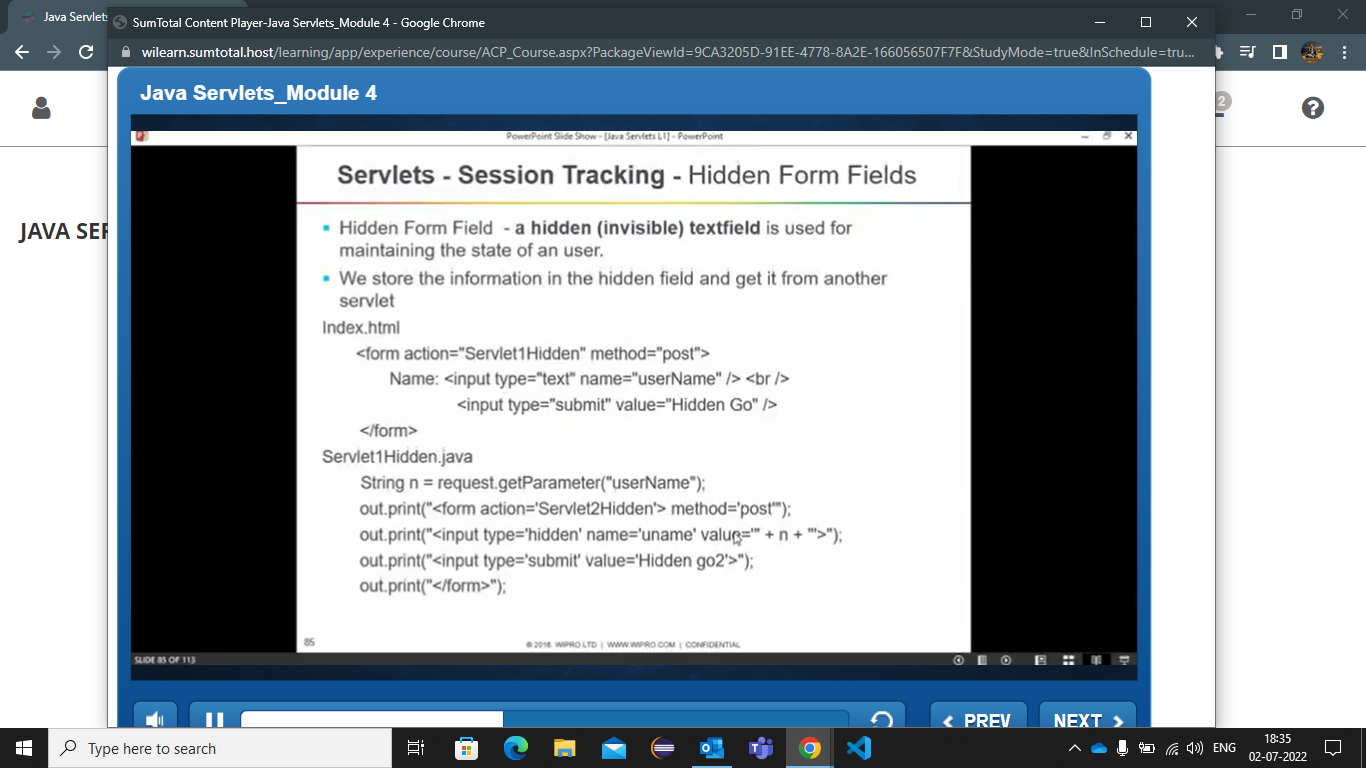 Java Servlets
SumTotal Content Player-Java Servlets_Module 4 - Google Chrome
wilearn.sumtotal.host/learning/app/experience/course/ACP_Course.aspx?PackageViewId=9CA3205D-91EE-4778-8A2E-166056507F7F&StudyMode=true&InSchedule=tru...
2
Java Servlets_Module 4
PowerPoint Slide Show - [Java Servlets L1] - PowerPoint
Servlets - Session Tracking - Hidden Form Fields
JAVA SER
▪ Hidden Form Field - a hidden (invisible) textfield is used for
maintaining the state of an user.
▪ We store the information in the hidden field and get it from another
servlet
Index.html
<form action="Servlet1Hidden" method="post">
Name: <input type="text" name="userName" /> <br />
<input type="submit" value="Hidden Go" />
</form>
Servlet1Hidden.java
String n = request.getParameter("userName");
out.print("<form action='Servlet2Hidden'> method='post'");
out.print("<input type='hidden' name='uname' value='" + n + "'>");
out.print("<input type='submit' value='Hidden go2'>");
out.print("</form>");
85
© 2016 WIPRO LTD | WWW.WIPRO.COM | CONFIDENTIAL
SLIDE 85 OF 113
PREV
NEXT
Type here to search
ENG
18:35
02-07-2022